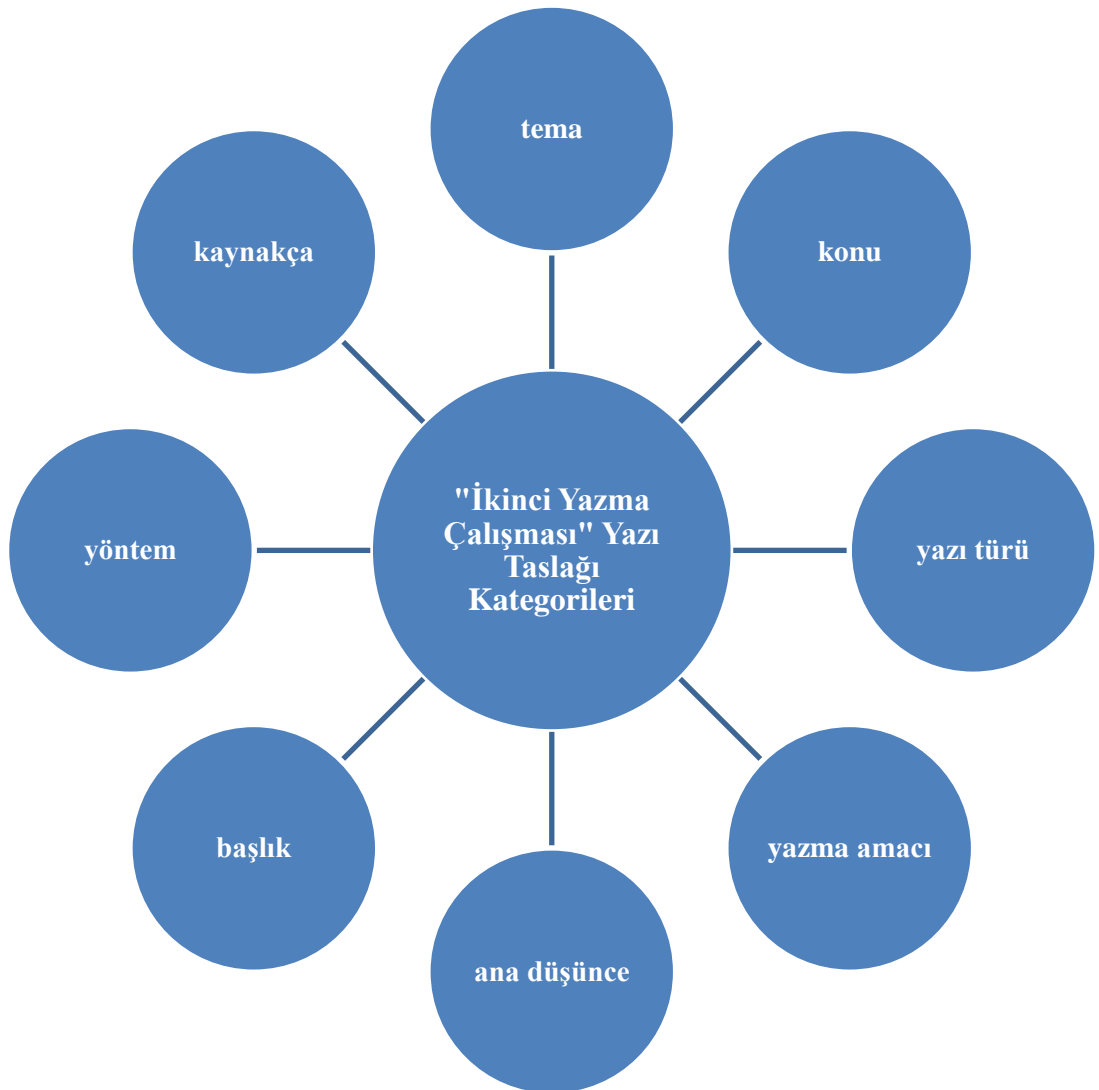 tema
kaynakça
konu
"İkinci Yazma
Çalışması" Yazı
Taslağı
Kategorileri
yöntem
yazı türü
başlık
yazma amacı
ana düşünce